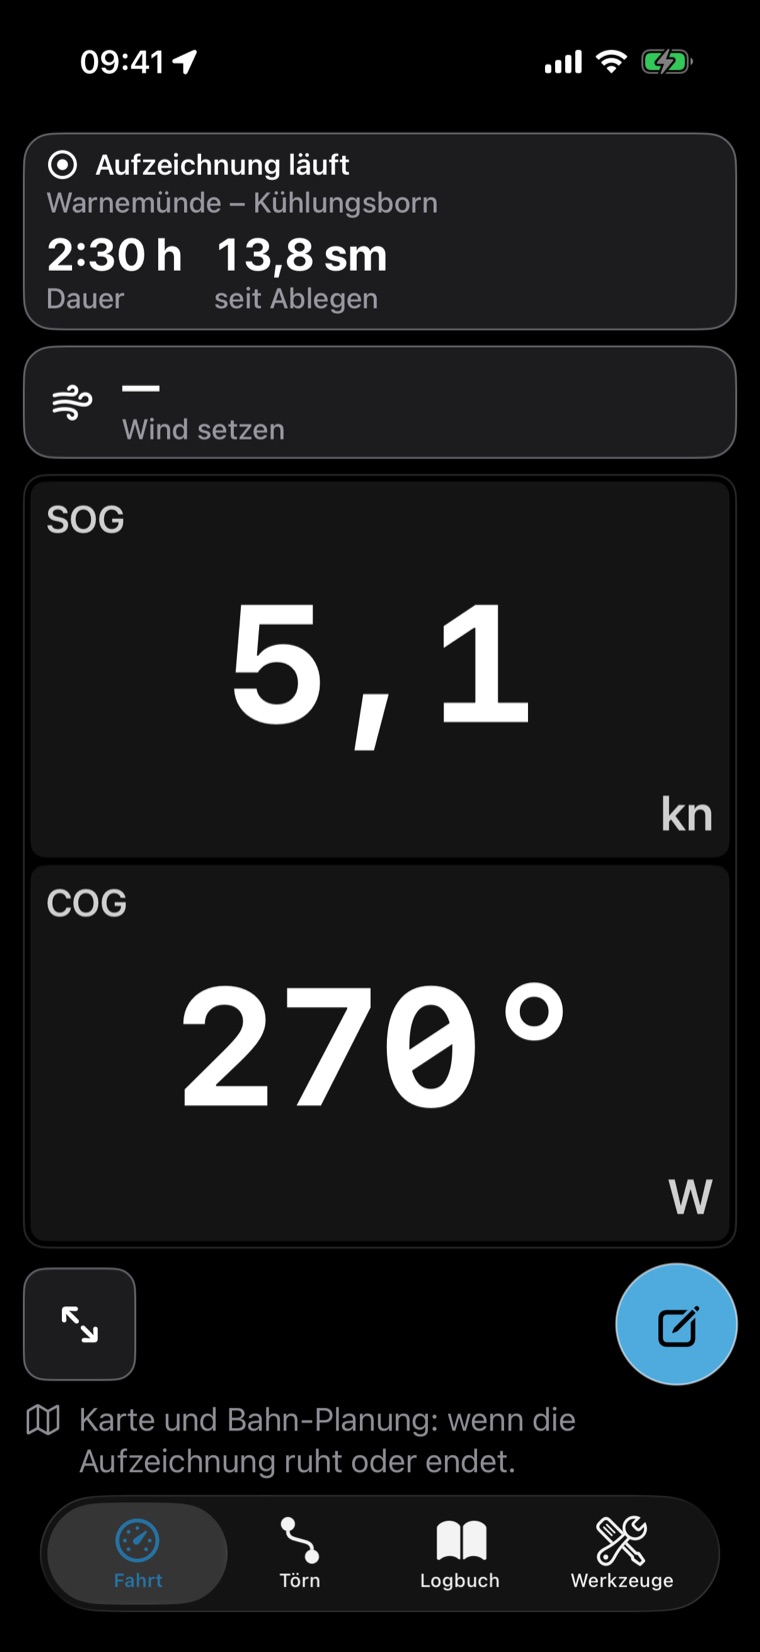 09:41
Aufzeichnung läuft
Warnemünde – Kühlungsborn
2:30 h 13,8 sm
Dauer seit Ablegen
—
Wind setzen
SOG
5,1
kn
COG
270°
W
Karte und Bahn-Planung: wenn die
Aufzeichnung ruht oder endet.
Fahrt Törn Logbuch Werkzeuge